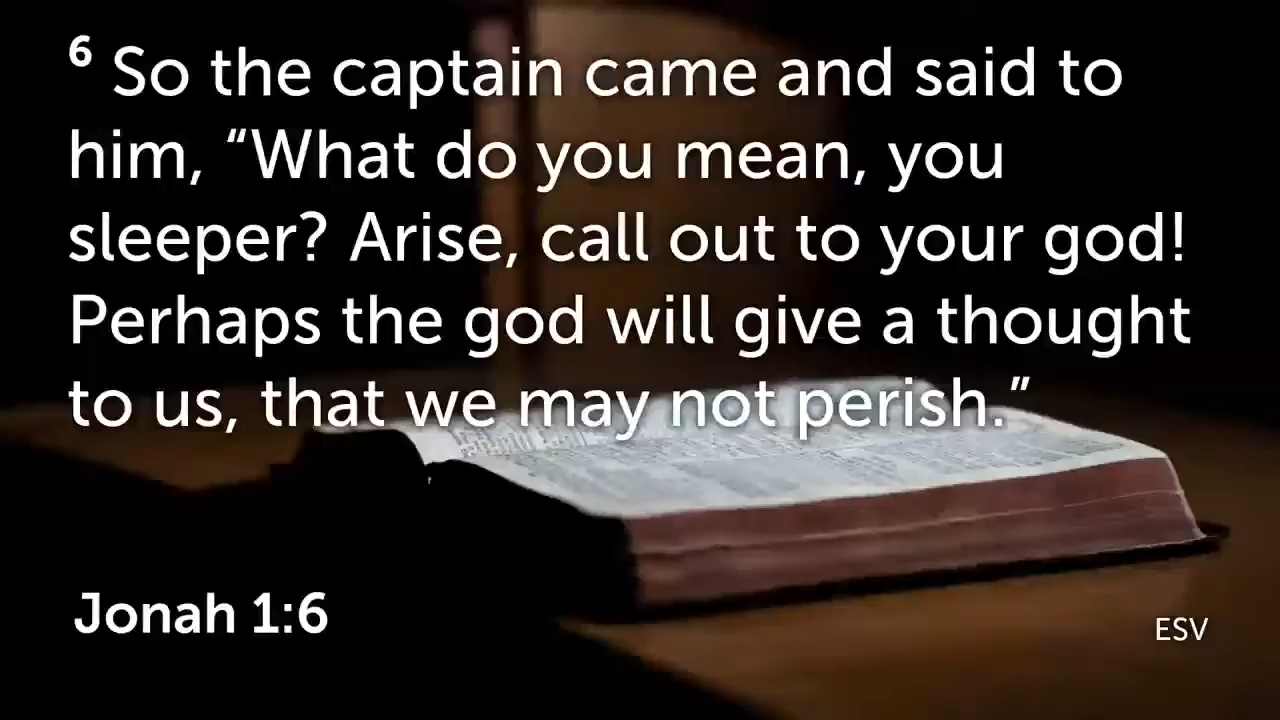 6 So the captain came and said to
him, “What do you mean, you
sleeper? Arise, call out to your god!
Perhaps the god will give a thought
to us, that we may not perish.”
Jonah 1:6
ESV